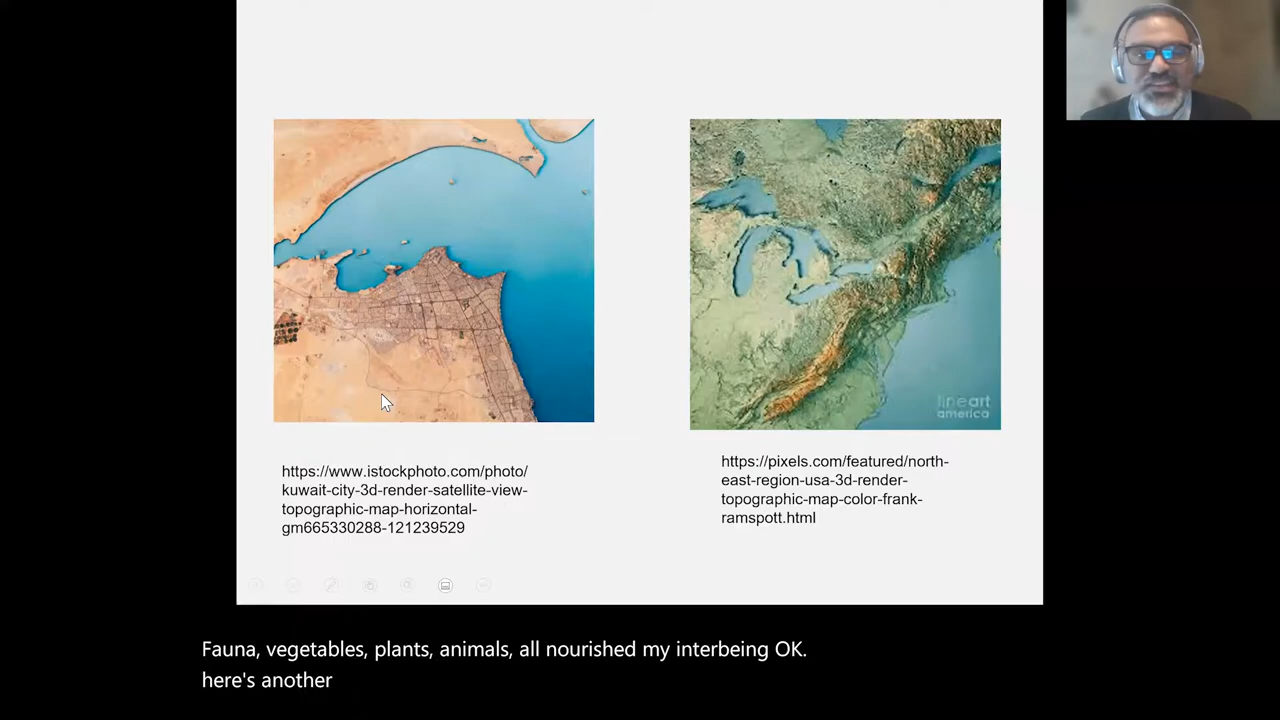 fineart
america
https://www.istockphoto.com/photo/
kuwait-city-3d-render-satellite-view-
topographic-map-horizontal-
gm665330288-121239529
https://pixels.com/featured/north-
east-region-usa-3d-render-
topographic-map-color-frank-
ramspott.html
Fauna, vegetables, plants, animals, all nourished my interbeing OK.
here's another